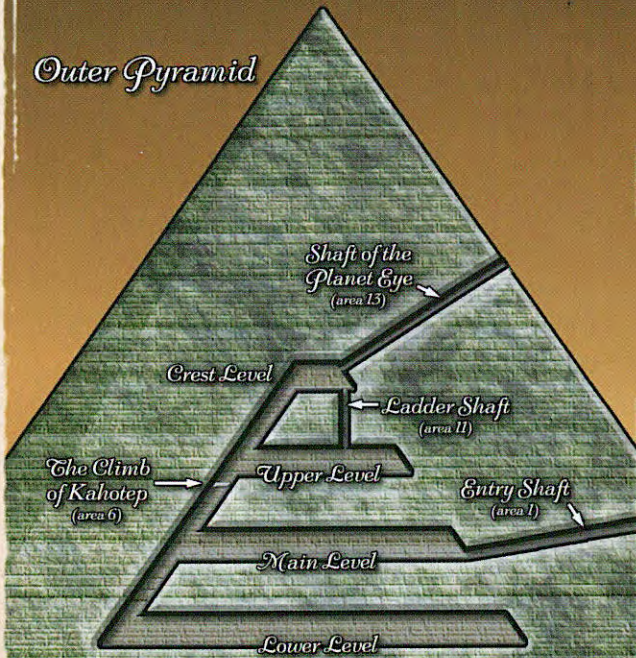 Outer Pyramid
Shaft of the
Planet Eye
(area 13)
Crest Level
Ladder Shaft
(area 11)
The Climb
of Kahotep
(area 6)
Upper Level
Entry Shaft
(area 1)
Main Level
Lower Level